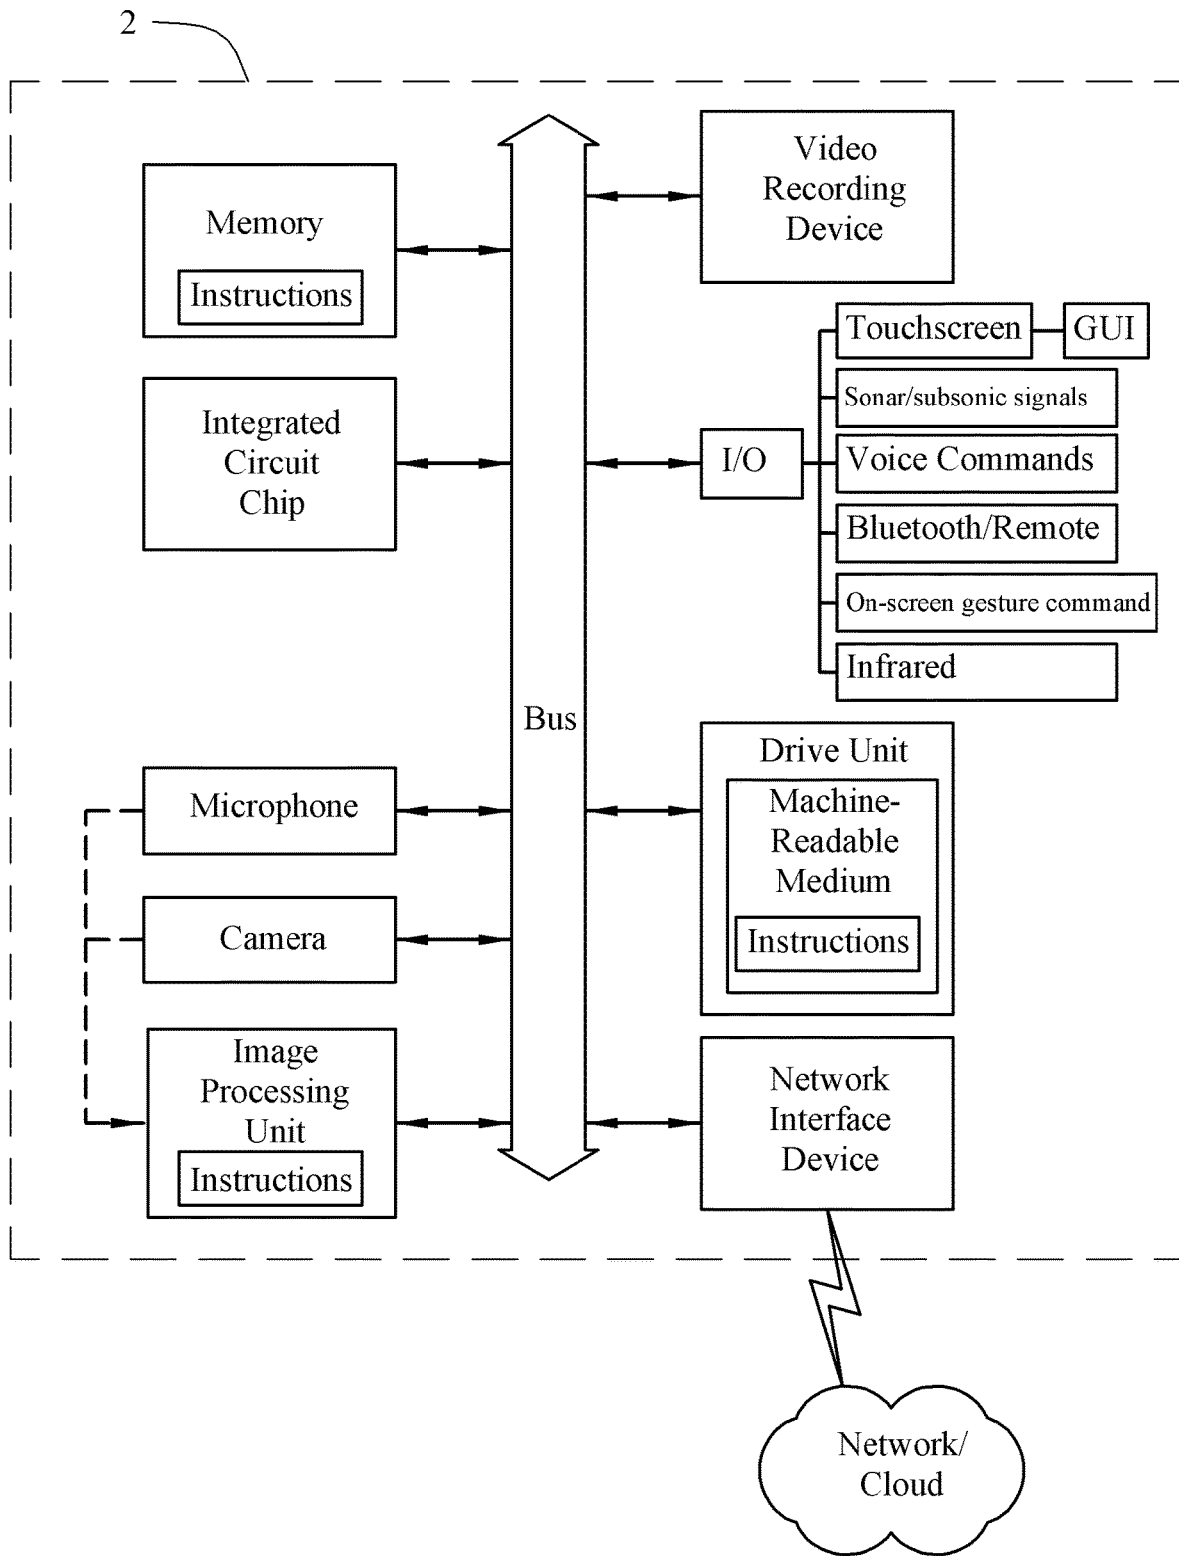 2
Memory
Instructions
Integrated
Circuit
Chip
Microphone
Camera
Image
Processing
Unit
Instructions
Bus
Video
Recording
Device
I/O
Touchscreen
GUI
Sonar/subsonic signals
Voice Commands
Bluetooth/Remote
On-screen gesture command
Infrared
Drive Unit
Machine-
Readable
Medium
Instructions
Network
Interface
Device
Network/
Cloud